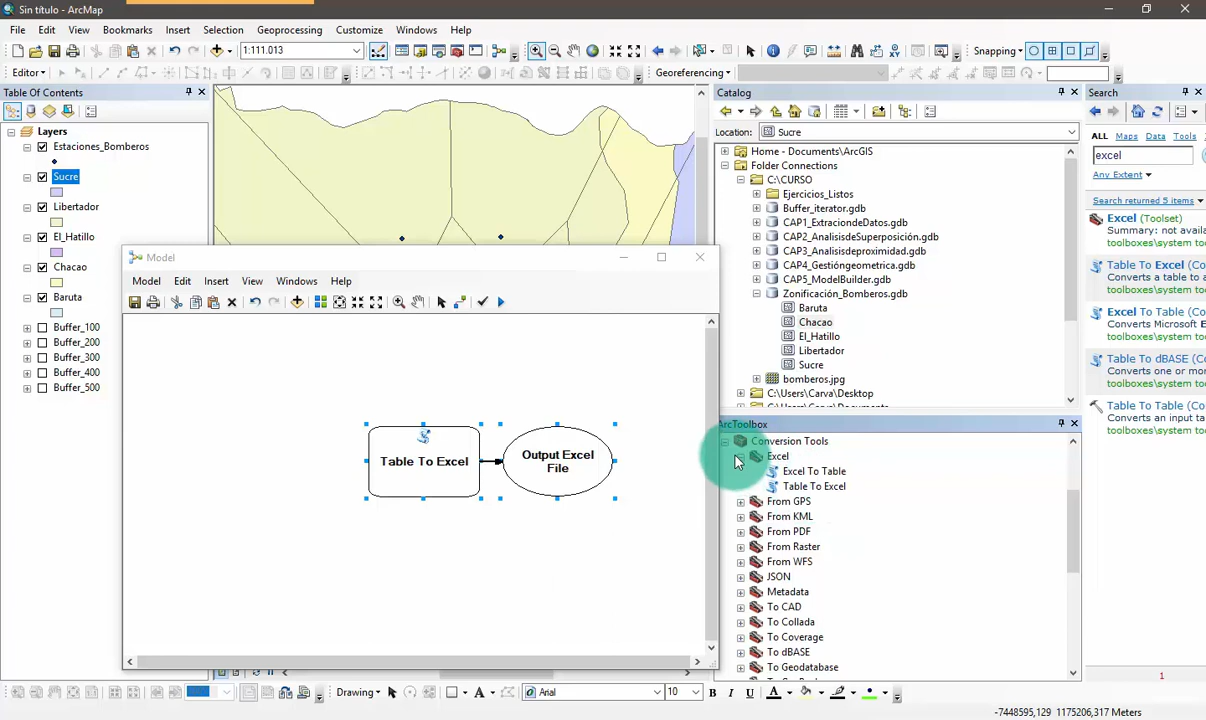 Sin título - ArcMap
File Edit View Bookmarks Insert Selection Geoprocessing Customize Windows Help
1:111.013
Snapping
Editor
Georeferencing
Table Of Contents
Layers
Estaciones_Bomberos
Sucre
Libertador
El_Hatillo
Chacao
Baruta
Buffer_100
Buffer_200
Buffer_300
Buffer_400
Buffer_500
Model
Model Edit Insert View Windows Help
Table To Excel
Output Excel
File
Catalog
Location: Sucre
Home - Documents\ArcGIS
Folder Connections
C:\CURSO
Ejercicios_Listos
Buffer_iterator.gdb
CAP1_ExtracciondeDatos.gdb
CAP2_AnalisisdeSuperposición.gdb
CAP3_Analisisdeproximidad.gdb
CAP4_Gestióngeometrica.gdb
CAP5_ModelBuilder.gdb
Zonificación_Bomberos.gdb
Baruta
Chacao
El_Hatillo
Libertador
Sucre
bomberos.jpg
C:\Users\Carva\Desktop
C:\Users\Carva\Documents
ArcToolbox
Conversion Tools
Excel
Excel To Table
Table To Excel
From GPS
From KML
From PDF
From Raster
From WFS
JSON
Metadata
To CAD
To Collada
To Coverage
To dBASE
To Geodatabase
Search
ALL Maps Data Tools
excel
Any Extent
Search returned 5 items
Excel (Toolset)
Summary: not availa
toolboxes\system to
Table To Excel (Co
Converts a table to a
toolboxes\system to
Excel To Table (Co
Converts Microsoft E
toolboxes\system to
Table To dBASE (Co
Converts one or mor
toolboxes\system to
Table To Table (Co
Converts an input ta
toolboxes\system to
1
Drawing
Arial
10
B I U A A
-7448595,129 1175206,317 Meters